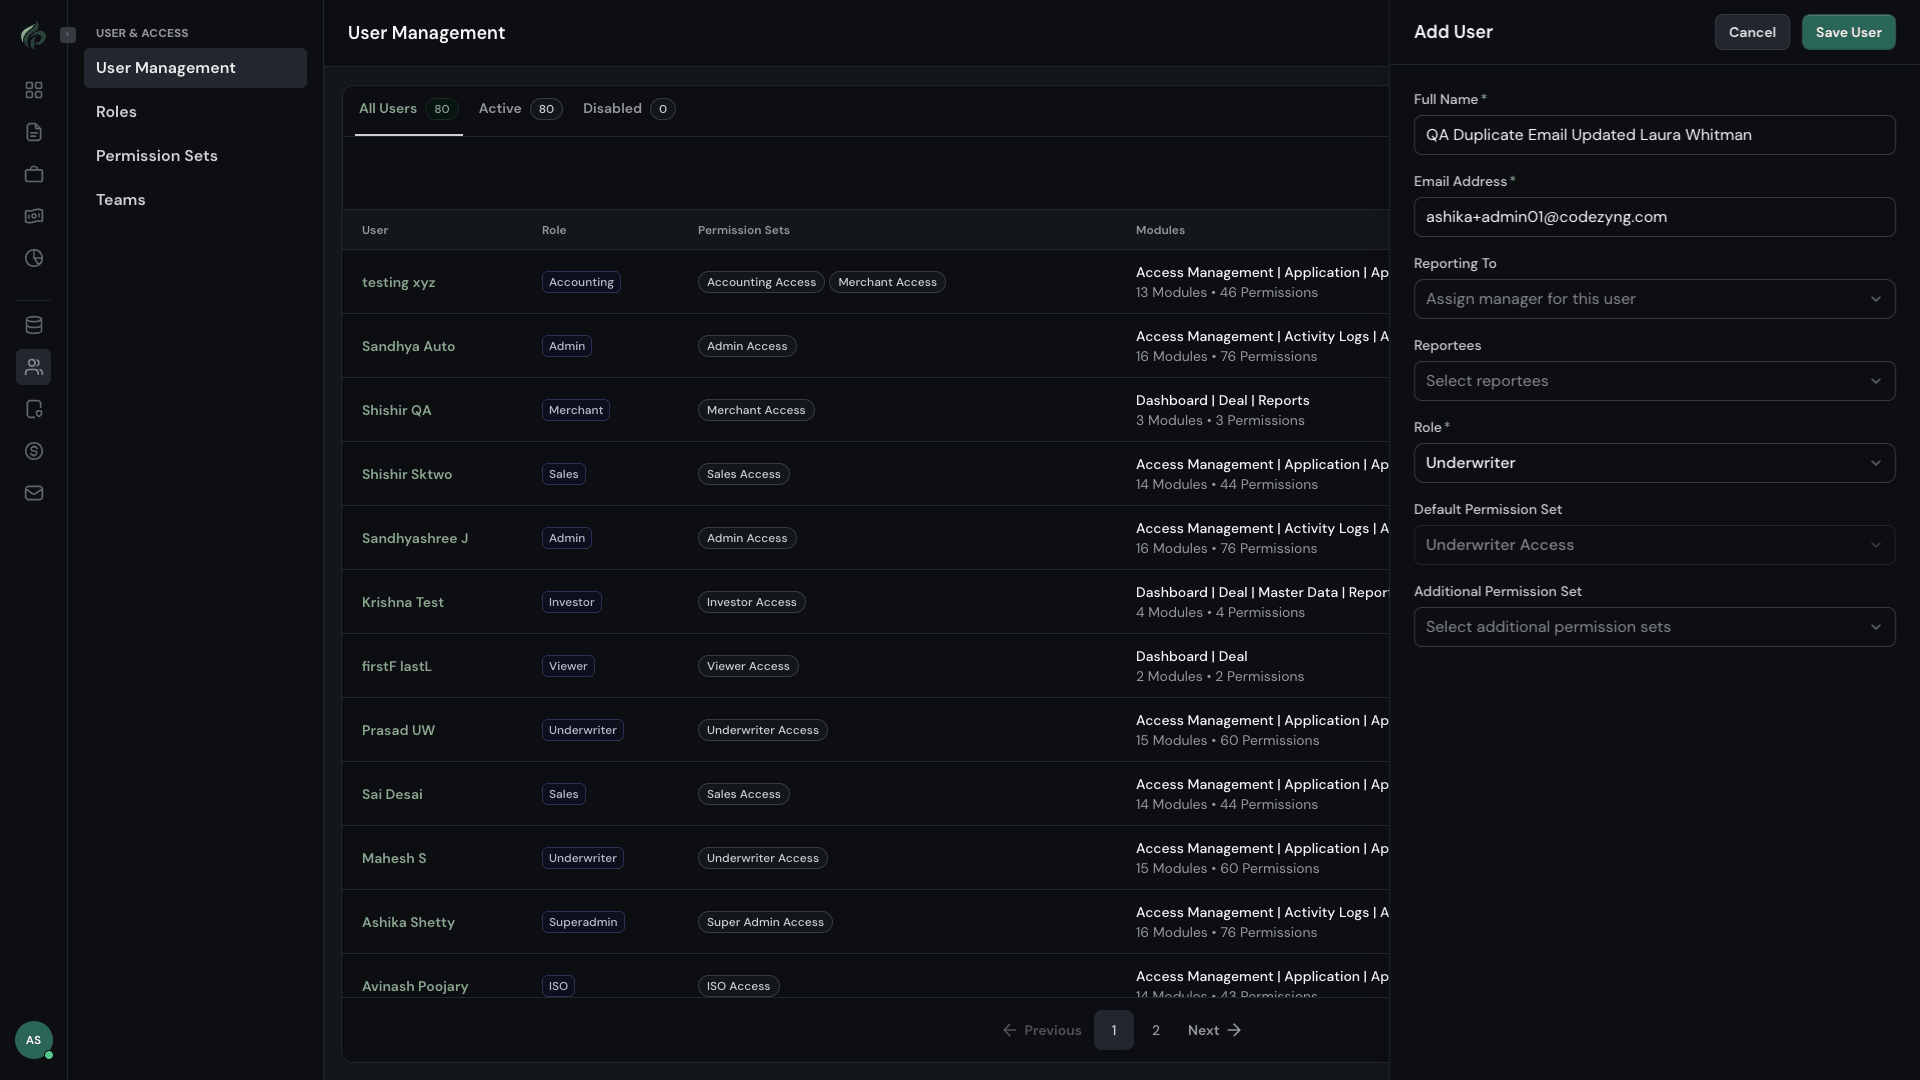 USER & ACCESS
User Management
Roles
Permission Sets
Teams
AS
User Management
All Users 80 Active 80 Disabled 0
User Role Permission Sets Modules
testing xyz Accounting Accounting Access Merchant Access Access Management | Application | Ap
13 Modules • 46 Permissions
Sandhya Auto Admin Admin Access Access Management | Activity Logs | A
16 Modules • 76 Permissions
Shishir QA Merchant Merchant Access Dashboard | Deal | Reports
3 Modules • 3 Permissions
Shishir Sktwo Sales Sales Access Access Management | Application | Ap
14 Modules • 44 Permissions
Sandhyashree J Admin Admin Access Access Management | Activity Logs | A
16 Modules • 76 Permissions
Krishna Test Investor Investor Access Dashboard | Deal | Master Data | Repor
4 Modules • 4 Permissions
firstF lastL Viewer Viewer Access Dashboard | Deal
2 Modules • 2 Permissions
Prasad UW Underwriter Underwriter Access Access Management | Application | Ap
15 Modules • 60 Permissions
Sai Desai Sales Sales Access Access Management | Application | Ap
14 Modules • 44 Permissions
Mahesh S Underwriter Underwriter Access Access Management | Application | Ap
15 Modules • 60 Permissions
Ashika Shetty Superadmin Super Admin Access Access Management | Activity Logs | A
16 Modules • 76 Permissions
Avinash Poojary ISO ISO Access Access Management | Application | Ap
14 Modules • 43 Permissions
Previous 1 2 Next
Add User
Cancel Save User
Full Name *
QA Duplicate Email Updated Laura Whitman
Email Address *
ashika+admin01@codezyng.com
Reporting To
Assign manager for this user
Reportees
Select reportees
Role *
Underwriter
Default Permission Set
Underwriter Access
Additional Permission Set
Select additional permission sets